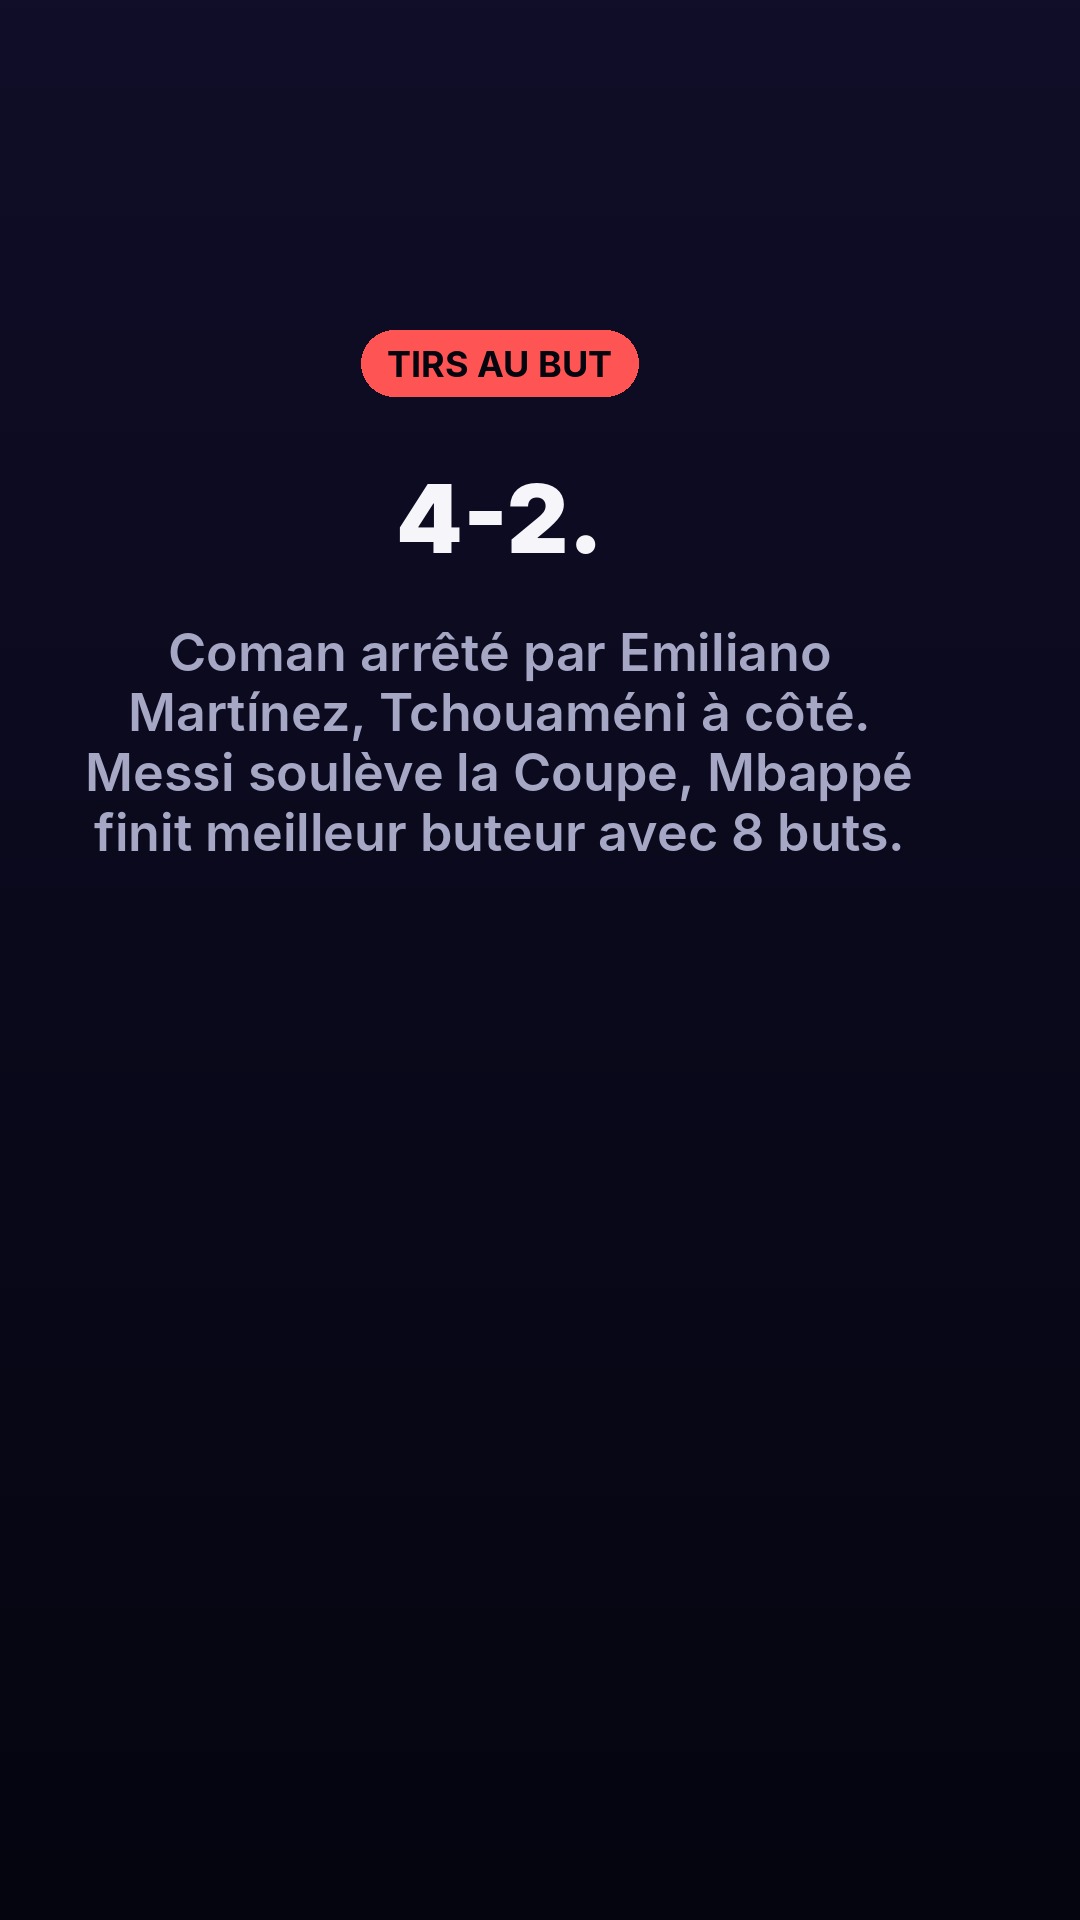 TIRS AU BUT
4-2.
Coman arrêté par Emiliano
Martínez, Tchouaméni à côté.
Messi soulève la Coupe, Mbappé
finit meilleur buteur avec 8 buts.